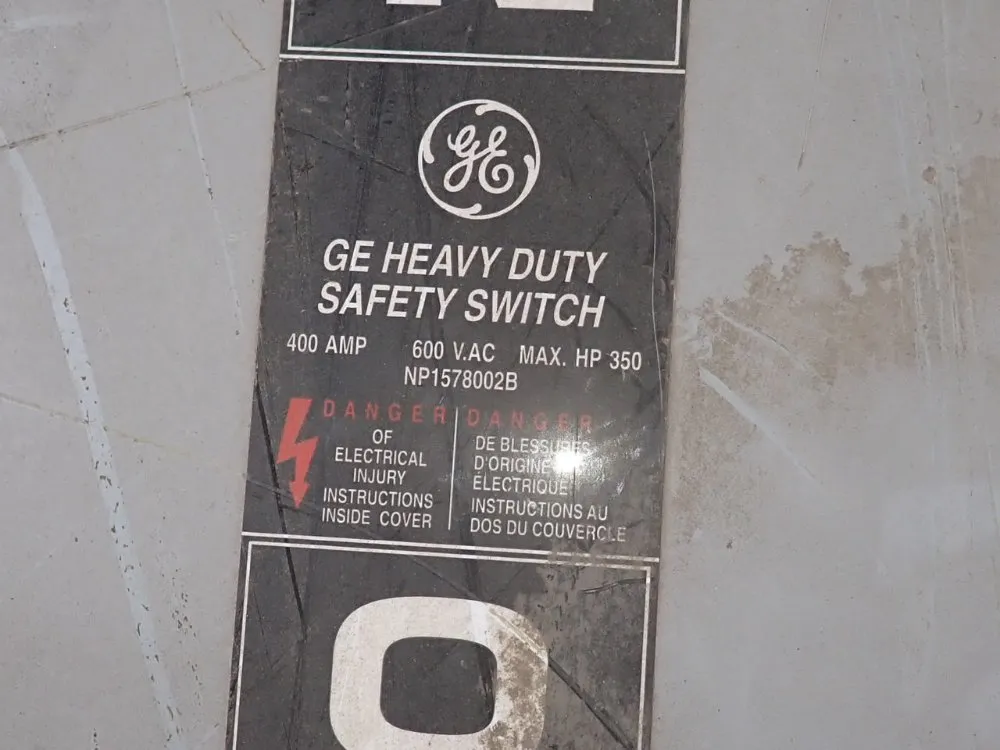 GE
GE HEAVY DUTY
SAFETY SWITCH
400 AMP 600 V.AC MAX. HP 350
NP1578002B
DANGER
OF
ELECTRICAL
INJURY
INSTRUCTIONS
INSIDE COVER
DANGER
DE BLESSURES
D'ORIGINE
ÉLECTRIQUE
INSTRUCTIONS AU
DOS DU COUVERCLE
O